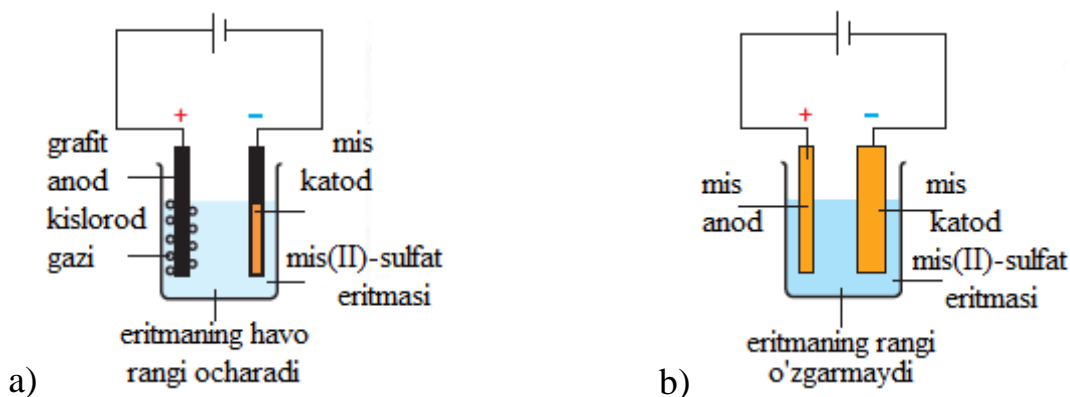 +
−
grafit
anod
kislorod
gazi
mis
katod
mis(II)-sulfat
eritmasi
eritmaning havo
rangi ocharadi
a)
+
−
mis
anod
mis
katod
mis(II)-sulfat
eritmasi
eritmaning rangi
o'zgarmaydi
b)